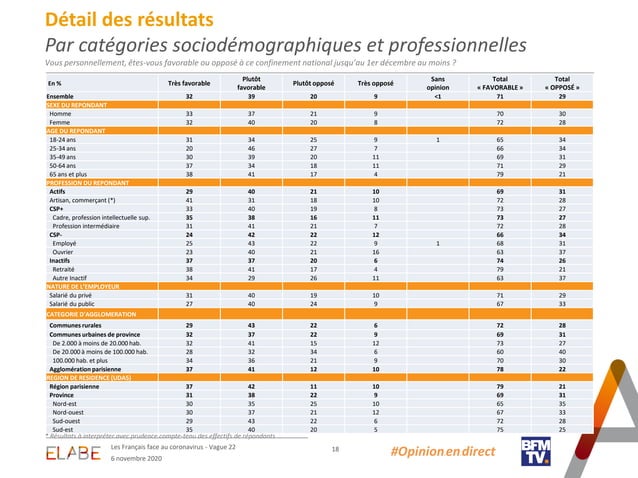 Détail des résultats
Par catégories sociodémographiques et professionnelles
Vous personnellement, êtes-vous favorable ou opposé à ce confinement national jusqu'au 1er décembre au moins ?
En % Très favorable Plutôt favorable Plutôt opposé Très opposé Sans opinion Total « FAVORABLE » Total « OPPOSÉ »
Ensemble 32 39 20 9 <1 71 29
SEXE DU REPONDANT
Homme 33 37 21 9 70 30
Femme 32 40 20 8 72 28
AGE DU REPONDANT
18-24 ans 31 34 25 9 1 65 34
25-34 ans 20 46 27 7 66 34
35-49 ans 30 39 20 11 69 31
50-64 ans 37 34 18 11 71 29
65 ans et plus 38 41 17 4 79 21
PROFESSION DU REPONDANT
Actifs 29 40 21 10 69 31
Artisan, commerçant (*) 41 31 18 10 72 28
CSP+ 33 40 19 8 73 27
Cadre, profession intellectuelle sup. 35 38 16 11 73 27
Profession intermédiaire 31 41 21 7 72 28
CSP- 24 42 22 12 66 34
Employé 25 43 22 9 1 68 31
Ouvrier 23 40 21 16 63 37
Inactifs 37 37 20 6 74 26
Retraité 38 41 17 4 79 21
Autre Inactif 34 29 26 11 63 37
NATURE DE L'EMPLOYEUR
Salarié du privé 31 40 19 10 71 29
Salarié du public 27 40 24 9 67 33
CATEGORIE D'AGGLOMERATION
Communes rurales 29 43 22 6 72 28
Communes urbaines de province 32 37 22 9 69 31
De 2.000 à moins de 20.000 hab. 32 41 15 12 73 27
De 20.000 à moins de 100.000 hab. 28 32 34 6 60 40
100.000 hab. et plus 34 36 21 9 70 30
Agglomération parisienne 37 41 12 10 78 22
REGION DE RESIDENCE (UDA5)
Région parisienne 37 42 11 10 79 21
Province 31 38 22 9 69 31
Nord-est 30 35 25 10 65 35
Nord-ouest 30 37 21 12 67 33
Sud-ouest 29 43 22 6 72 28
Sud-est 35 40 20 5 75 25
* Résultats à interpréter avec prudence compte-tenu des effectifs de répondants
ELABE
Les Français face au coronavirus - Vague 22
6 novembre 2020
18
#Opinion en direct
BFM
TV.